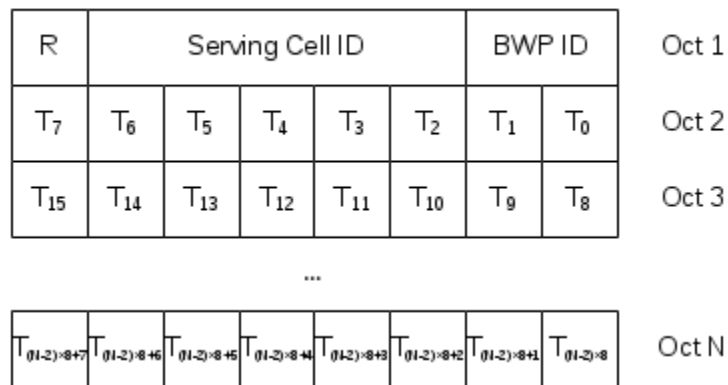 R Serving Cell ID BWP ID Oct 1
T7 T6 T5 T4 T3 T2 T1 T0 Oct 2
T15 T14 T13 T12 T11 T10 T9 T8 Oct 3
...
T(N-2)×8+7 T(N-2)×8+6 T(N-2)×8+5 T(N-2)×8+4 T(N-2)×8+3 T(N-2)×8+2 T(N-2)×8+1 T(N-2)×8 Oct N